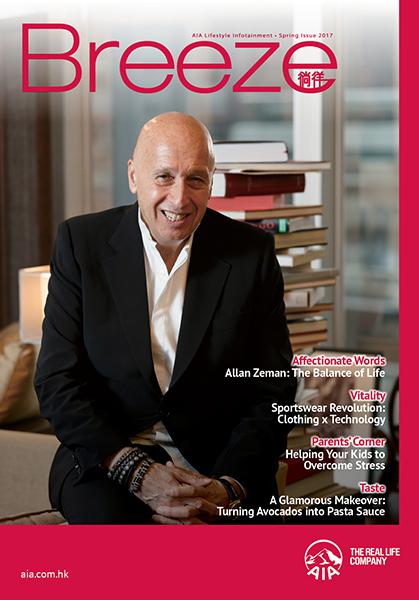 AIA Lifestyle Infotainment • Spring Issue 2017
Breeze
徜徉
Affectionate Words
Allan Zeman: The Balance of Life
Vitality
Sportswear Revolution:
Clothing x Technology
Parents' Corner
Helping Your Kids to
Overcome Stress
Taste
A Glamorous Makeover:
Turning Avocados into Pasta Sauce
aia.com.hk
AIA
THE REAL LIFE
COMPANY